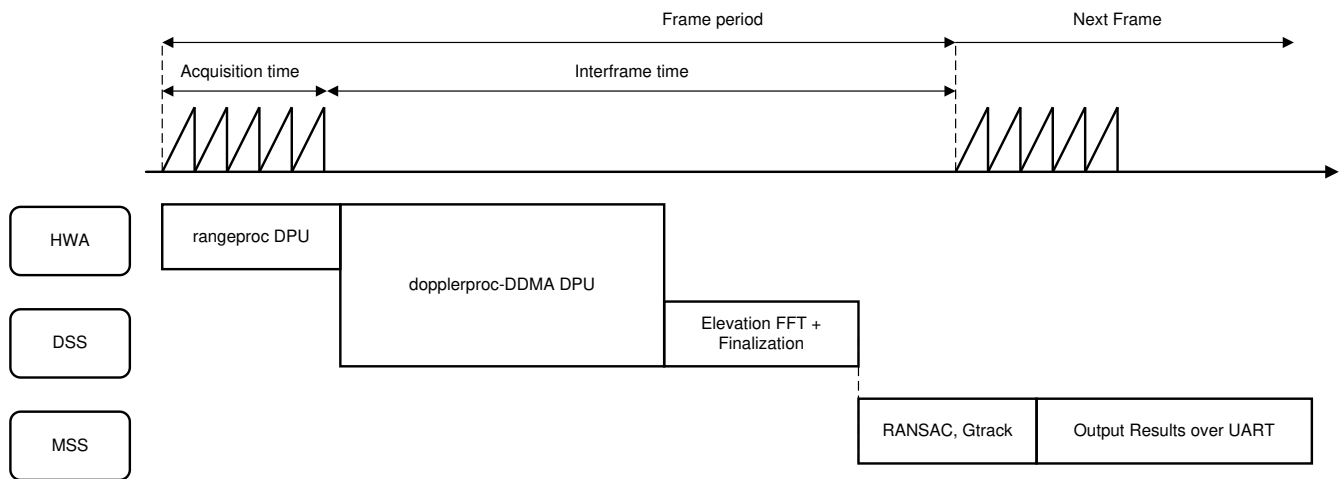 Frame period
Next Frame
Acquisition time
Interframe time
HWA
rangeproc DPU
dopplerproc-DDMA DPU
DSS
Elevation FFT +
Finalization
MSS
RANSAC, Gtrack
Output Results over UART